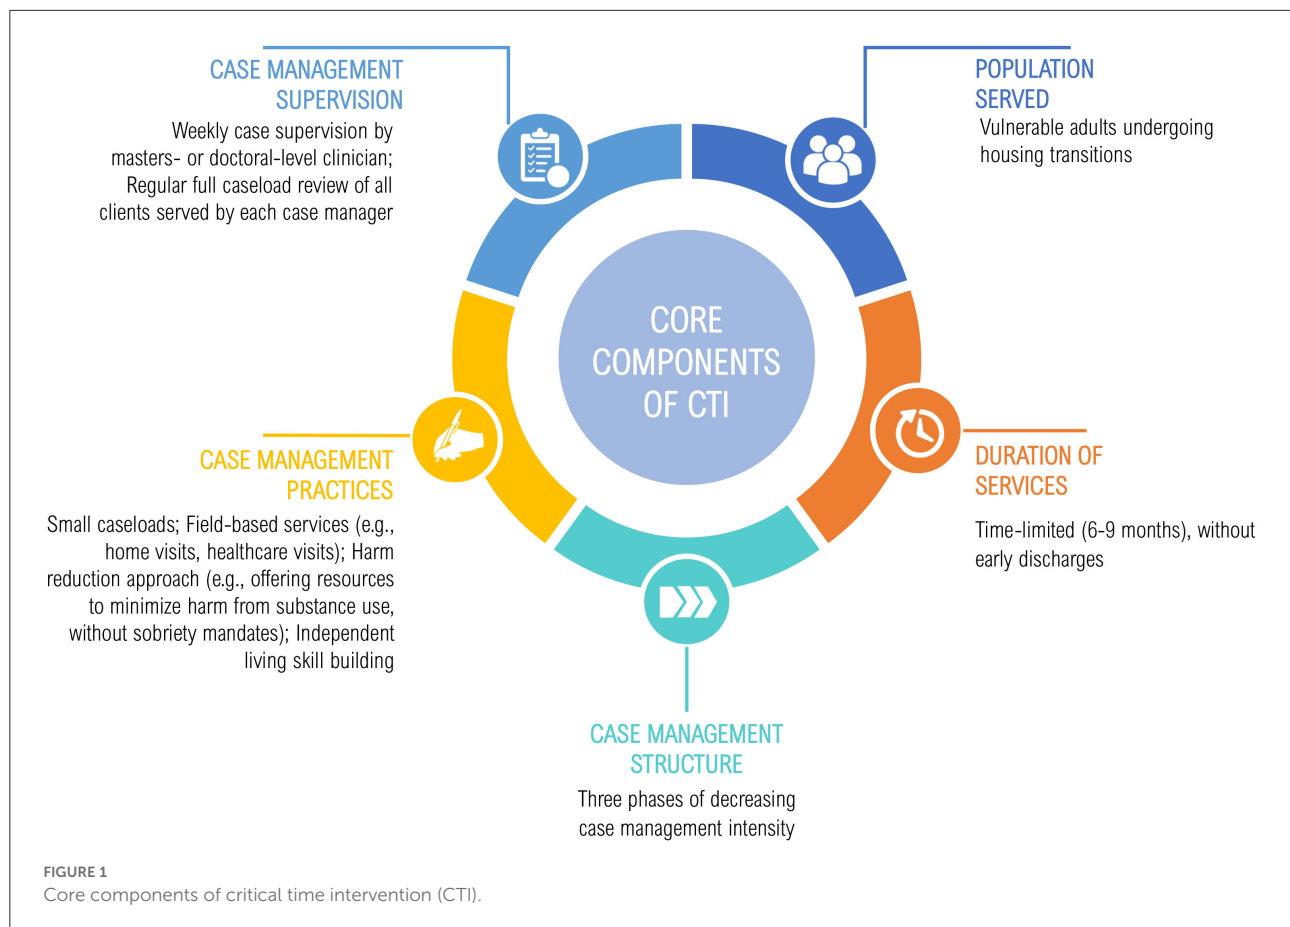 CASE MANAGEMENT
SUPERVISION
Weekly case supervision by
masters- or doctoral-level clinician;
Regular full caseload review of all
clients served by each case manager
POPULATION
SERVED
Vulnerable adults undergoing
housing transitions
CORE
COMPONENTS
OF CTI
CASE MANAGEMENT
PRACTICES
Small caseloads; Field-based services (e.g.,
home visits, healthcare visits); Harm
reduction approach (e.g., offering resources
to minimize harm from substance use,
without sobriety mandates); Independent
living skill building
DURATION OF
SERVICES
Time-limited (6-9 months), without
early discharges
CASE MANAGEMENT
STRUCTURE
Three phases of decreasing
case management intensity
FIGURE 1
Core components of critical time intervention (CTI).